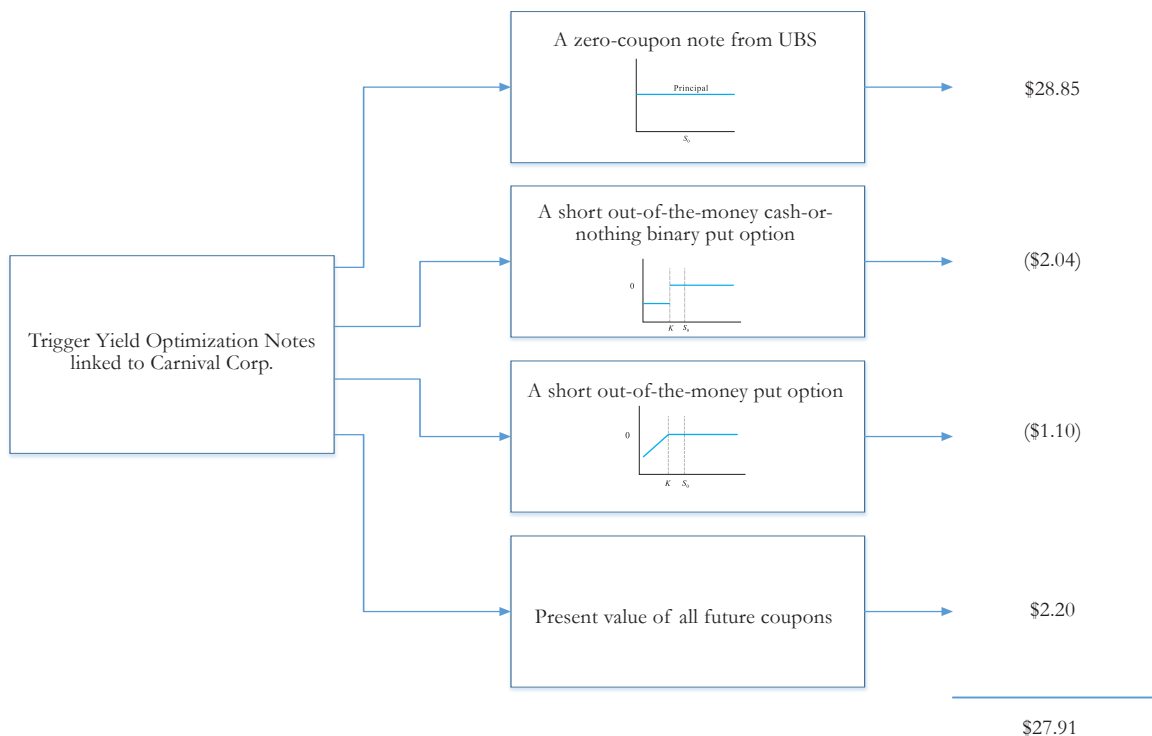 A zero-coupon note from UBS
Principal
S₀
$28.85
A short out-of-the-money cash-or-
nothing binary put option
0
K S₀
($2.04)
Trigger Yield Optimization Notes
linked to Carnival Corp.
A short out-of-the-money put option
0
K S₀
($1.10)
Present value of all future coupons
$2.20
$27.91